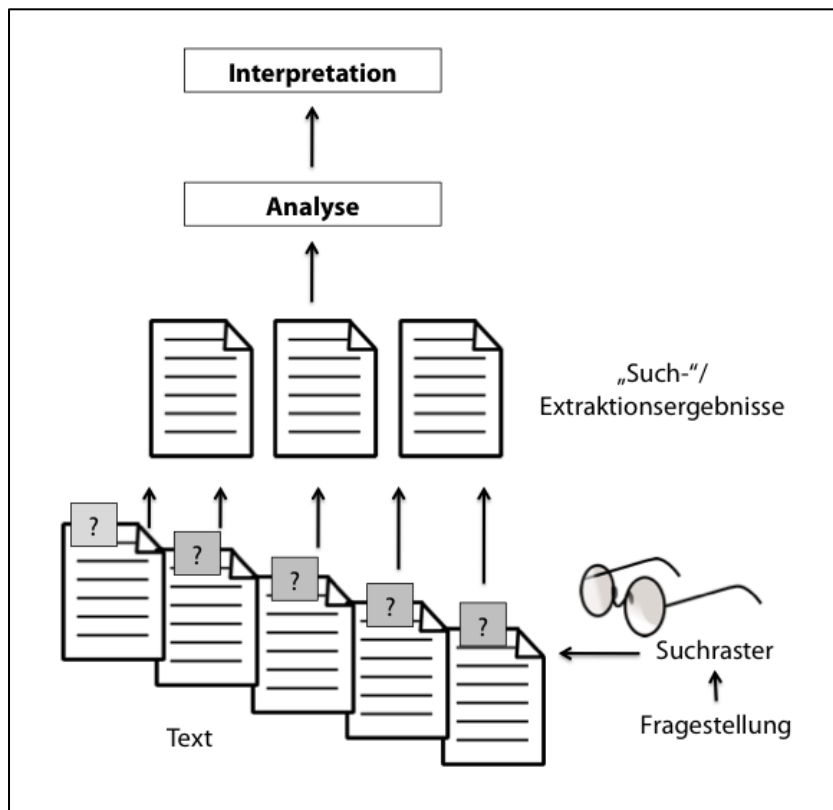 Interpretation
Analyse
„Such-“/
Extraktionsergebnisse
?
?
?
?
?
Suchraster
Fragestellung
Text